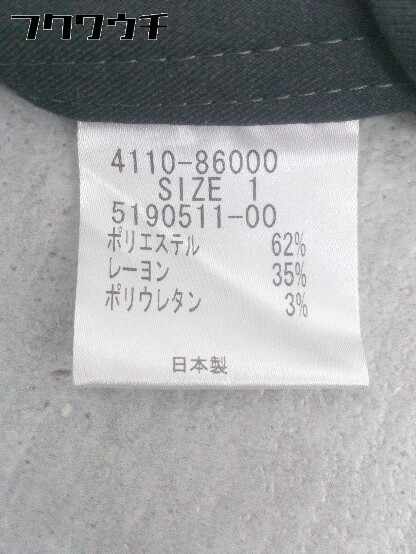 フクワウチ
4110-86000
SIZE 1
5190511-00
ポリエステル 62%
レーヨン 35%
ポリウレタン 3%
日本製